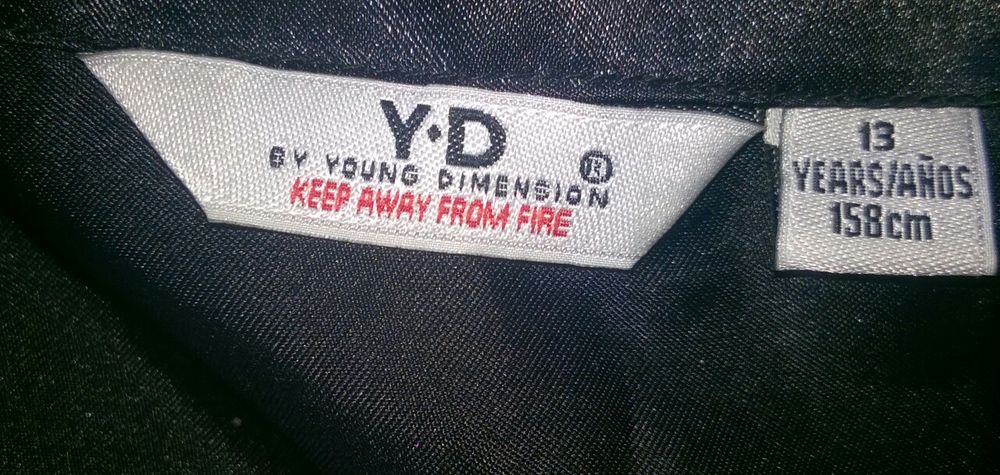 Y·D
BY YOUNG DIMENSION ®
KEEP AWAY FROM FIRE
13
YEARS/AÑOS
158cm